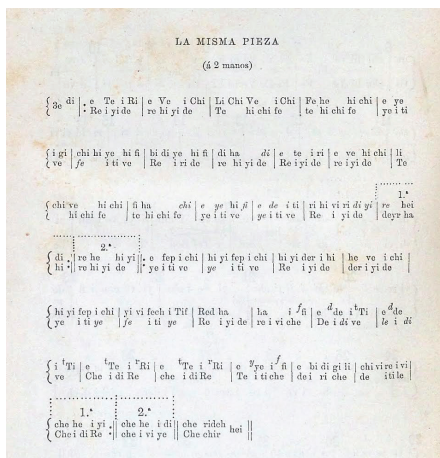 LA MISMA PIEZA
(á 2 manos)
3e di | e Te i Ri | e Ve i Chi | Li Chi Ve i Chi | Fe he hi chi | e ye
Re i yi de | re hi yi de | Te hi chi fe | te hi chi fe | ye i ti
i gi | chi hi ye hi fi | bi di ye hi fi | di ha di | e te i ri | e ve hi chi | li
ve | fe i ti ve | Re i ri de | re hi yi de | Re i yi de | re i yi de | Te
chi ve hi chi | fi ha chi | e ye hi fi | e de i ti | ri hi vi ri di yi | re hei
hi chi fe | te hi chi fe | ye i ti ve | ye i ti ve | Re i yi de | deyr ha
1.ª
2.ª
di | re he hi yi | e fep i chi | hi yi fep i chi | hi yi der i hi | he ve i chi
hi | re hi yi de | ye i ti ve | ye i ti ve | Re i yi de | der i yi de
hi yi fep i chi | yi vi fech i Tif | Red ha | ha i f fi | e d de i t Ti | e d de
ye i ti ye | fe i ti ye | Re i yi de | re i vi che | De i di ve | le i di
i t Ti | e t Te i r Ri | e t Te i r Ri | e y ye i f fi | e bi di gi li | chi vi re i vi
ve | Che i di Re | che i di Re | Te i ti che | de i ri che | de i ti le
1.ª 2.ª
che he i yi | che he i di | che ridch hei
Che i di Re | che i vi ye | Che chir